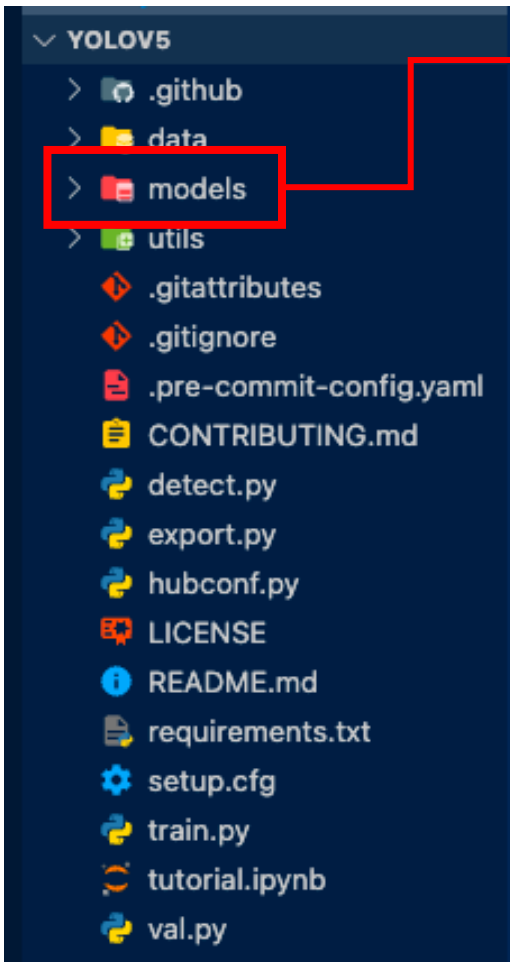 YOLOV5
.github
data
models
utils
.gitattributes
.gitignore
.pre-commit-config.yaml
CONTRIBUTING.md
detect.py
export.py
hubconf.py
LICENSE
README.md
requirements.txt
setup.cfg
train.py
tutorial.ipynb
val.py